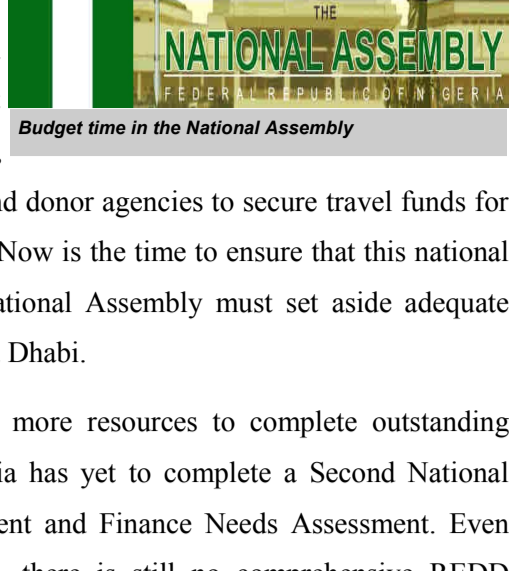 THE
NATIONAL ASSEMBLY
FEDERAL REPUBLIC OF NIGERIA
Budget time in the National Assembly
nd donor agencies to secure travel funds for
Now is the time to ensure that this national
ational Assembly must set aside adequate
Dhabi.
more resources to complete outstanding
ia has yet to complete a Second National
ent and Finance Needs Assessment. Even
there is still no comprehensive REDD